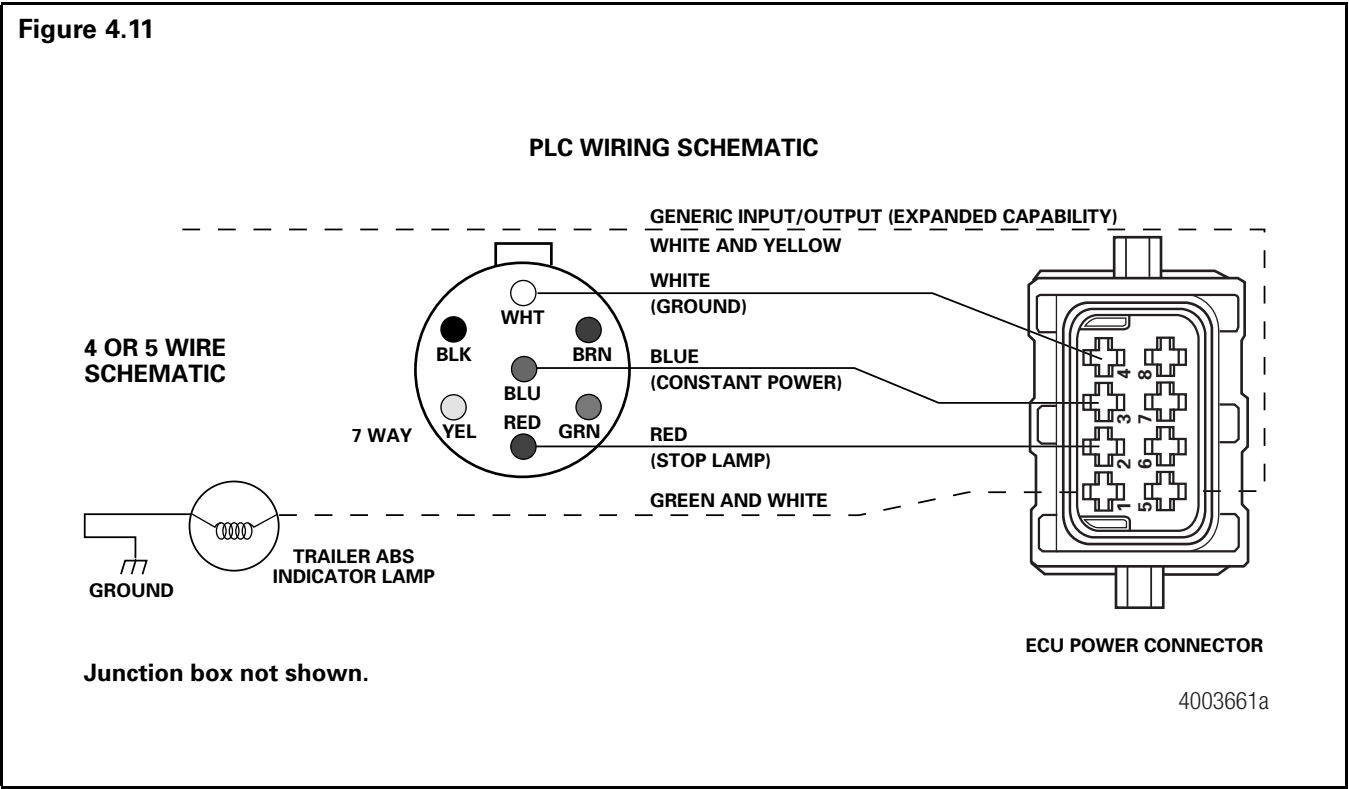 Figure 4.11
PLC WIRING SCHEMATIC
GENERIC INPUT/OUTPUT (EXPANDED CAPABILITY)
WHITE AND YELLOW
WHITE
(GROUND)
WHT
BLK
BRN
4 OR 5 WIRE
SCHEMATIC
BLUE
(CONSTANT POWER)
BLU
RED
YEL
GRN
7 WAY
RED
(STOP LAMP)
GREEN AND WHITE
4 8
3 7
2 6
1 5
TRAILER ABS
INDICATOR LAMP
GROUND
ECU POWER CONNECTOR
Junction box not shown.
4003661a